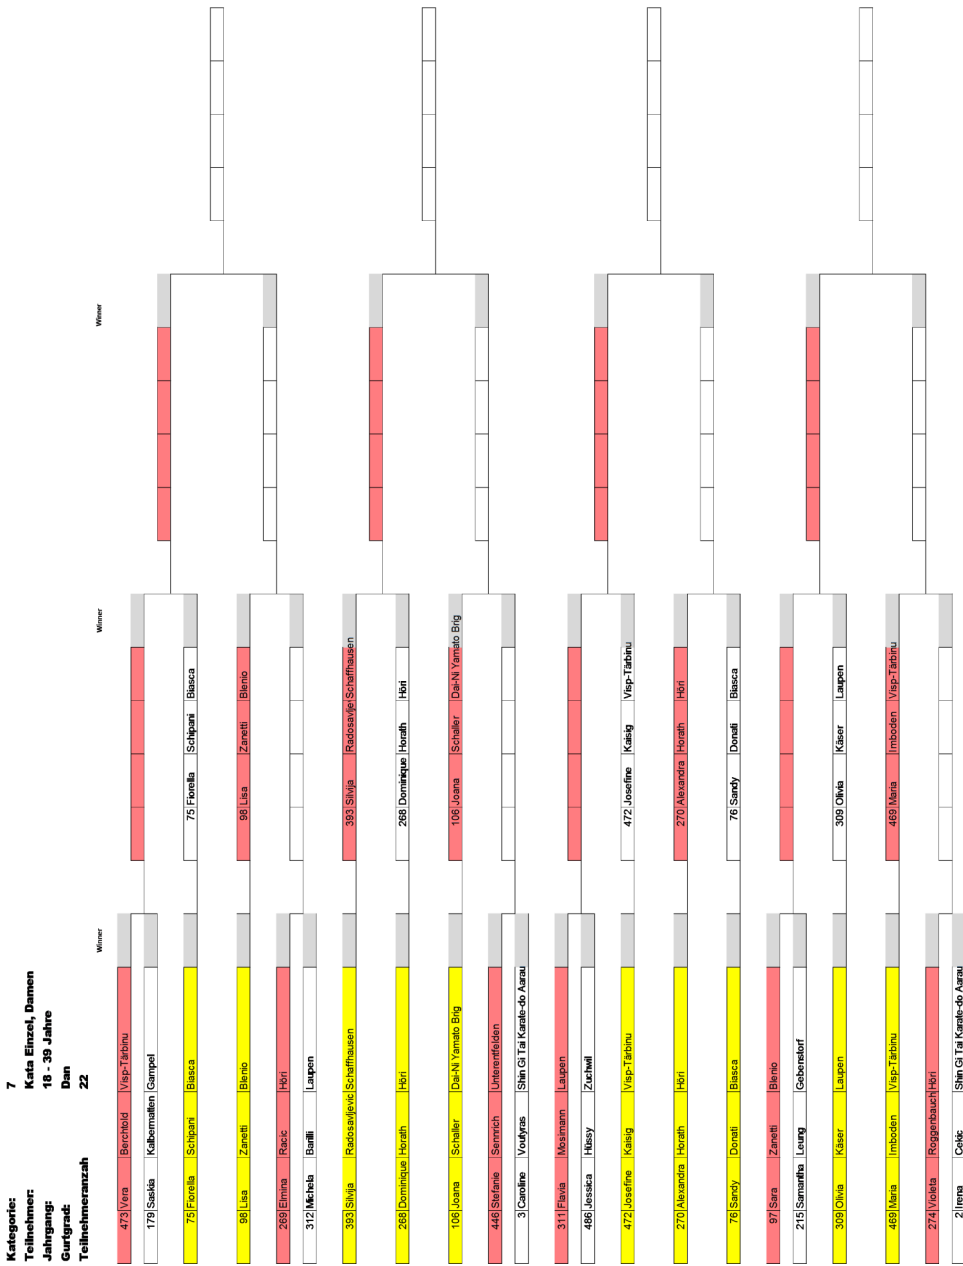 Kategorie: 7
Teilnehmer: Kata Einzel, Damen
Jahrgang: 18 - 39 Jahre
Gurtgrad: Dan
Teilnehmeranzah 22
Winner Winner Winner
473 Vera Berchtold Visp-Tärbinu
179 Saskia Kalbermatten Gampel
75 Fiorella Schipani Biasca 75 Fiorella Schipani Biasca
98 Lisa Zanetti Blenio 98 Lisa Zanetti Blenio
269 Elmina Racic Höri
312 Michela Barilli Laupen
393 Silvija Radosavljevic Schaffhausen 393 Silvija Radosavljei Schaffhausen
268 Dominique Horath Höri 268 Dominique Horath Höri
106 Joana Schaller Dai-Ni Yamato Brig 106 Joana Schaller Dai-Ni Yamato Brig
446 Stefanie Sennrich Unterentfelden
3 Caroline Voutyras Shin Gi Tai Karate-do Aarau
311 Flavia Mosimann Laupen
486 Jessica Hüssy Zuchwil
472 Josefine Kaisig Visp-Tärbinu 472 Josefine Kaisig Visp-Tärbinu
270 Alexandra Horath Höri 270 Alexandra Horath Höri
76 Sandy Donati Biasca 76 Sandy Donati Biasca
97 Sara Zanetti Blenio
215 Samantha Leung Gebenstorf
309 Olivia Käser Laupen 309 Olivia Käser Laupen
469 Maria Imboden Visp-Tärbinu 469 Maria Imboden Visp-Tärbinu
274 Violeta Roggenbauch Höri
2 Irena Cekic Shin Gi Tai Karate-do Aarau